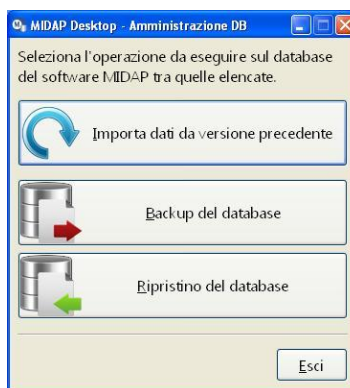 MIDAP Desktop - Amministrazione DB
Seleziona l'operazione da eseguire sul database
del software MIDAP tra quelle elencate.
Importa dati da versione precedente
Backup del database
Ripristino del database
Esci